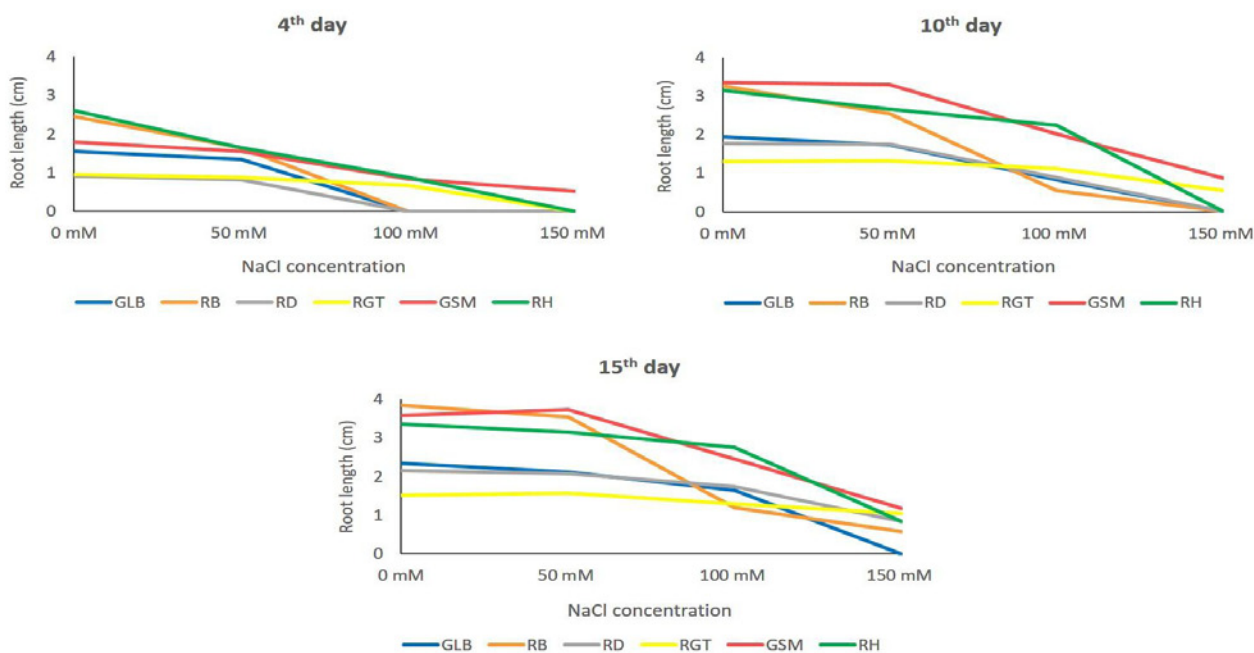 4th day
4
3
2
1
0
Root length (cm)
0 mM 50 mM 100 mM 150 mM
NaCl concentration
GLB RB RD RGT GSM RH
10th day
4
3
2
1
0
Root length (cm)
0 mM 50 mM 100 mM 150 mM
NaCl concentration
GLB RB RD RGT GSM RH
15th day
4
3
2
1
0
Root length (cm)
0 mM 50 mM 100 mM 150 mM
NaCl concentration
GLB RB RD RGT GSM RH